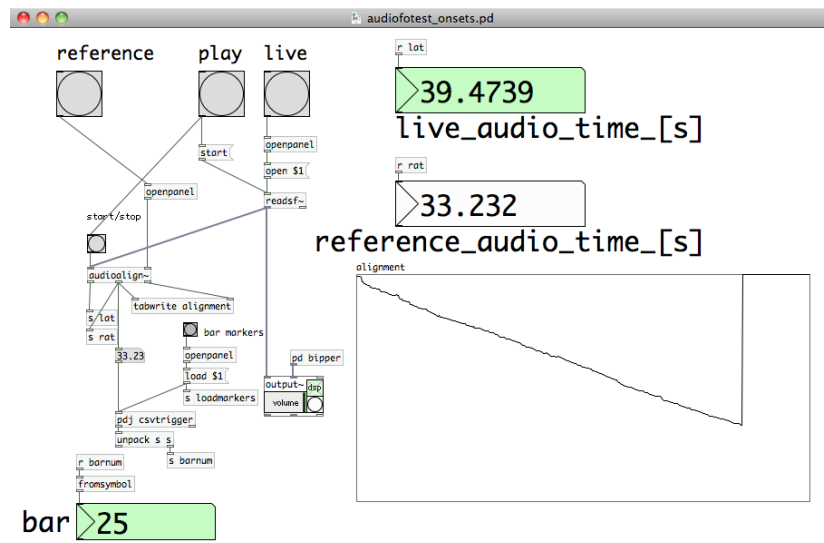 audiofotest_onsets.pd
reference
play
live
r lat
39.4739
live_audio_time_[s]
start
openpanel
open $1
readsf~
r rat
33.232
reference_audio_time_[s]
openpanel
start/stop
audioalign~
alignment
tabwrite alignment
s lat
s rat
33.23
bar markers
openpanel
load $1
s loadmarkers
pd bipper
output~
dsp
volume
pdj csvtrigger
unpack s s
s barnum
r barnum
fromsymbol
bar
25